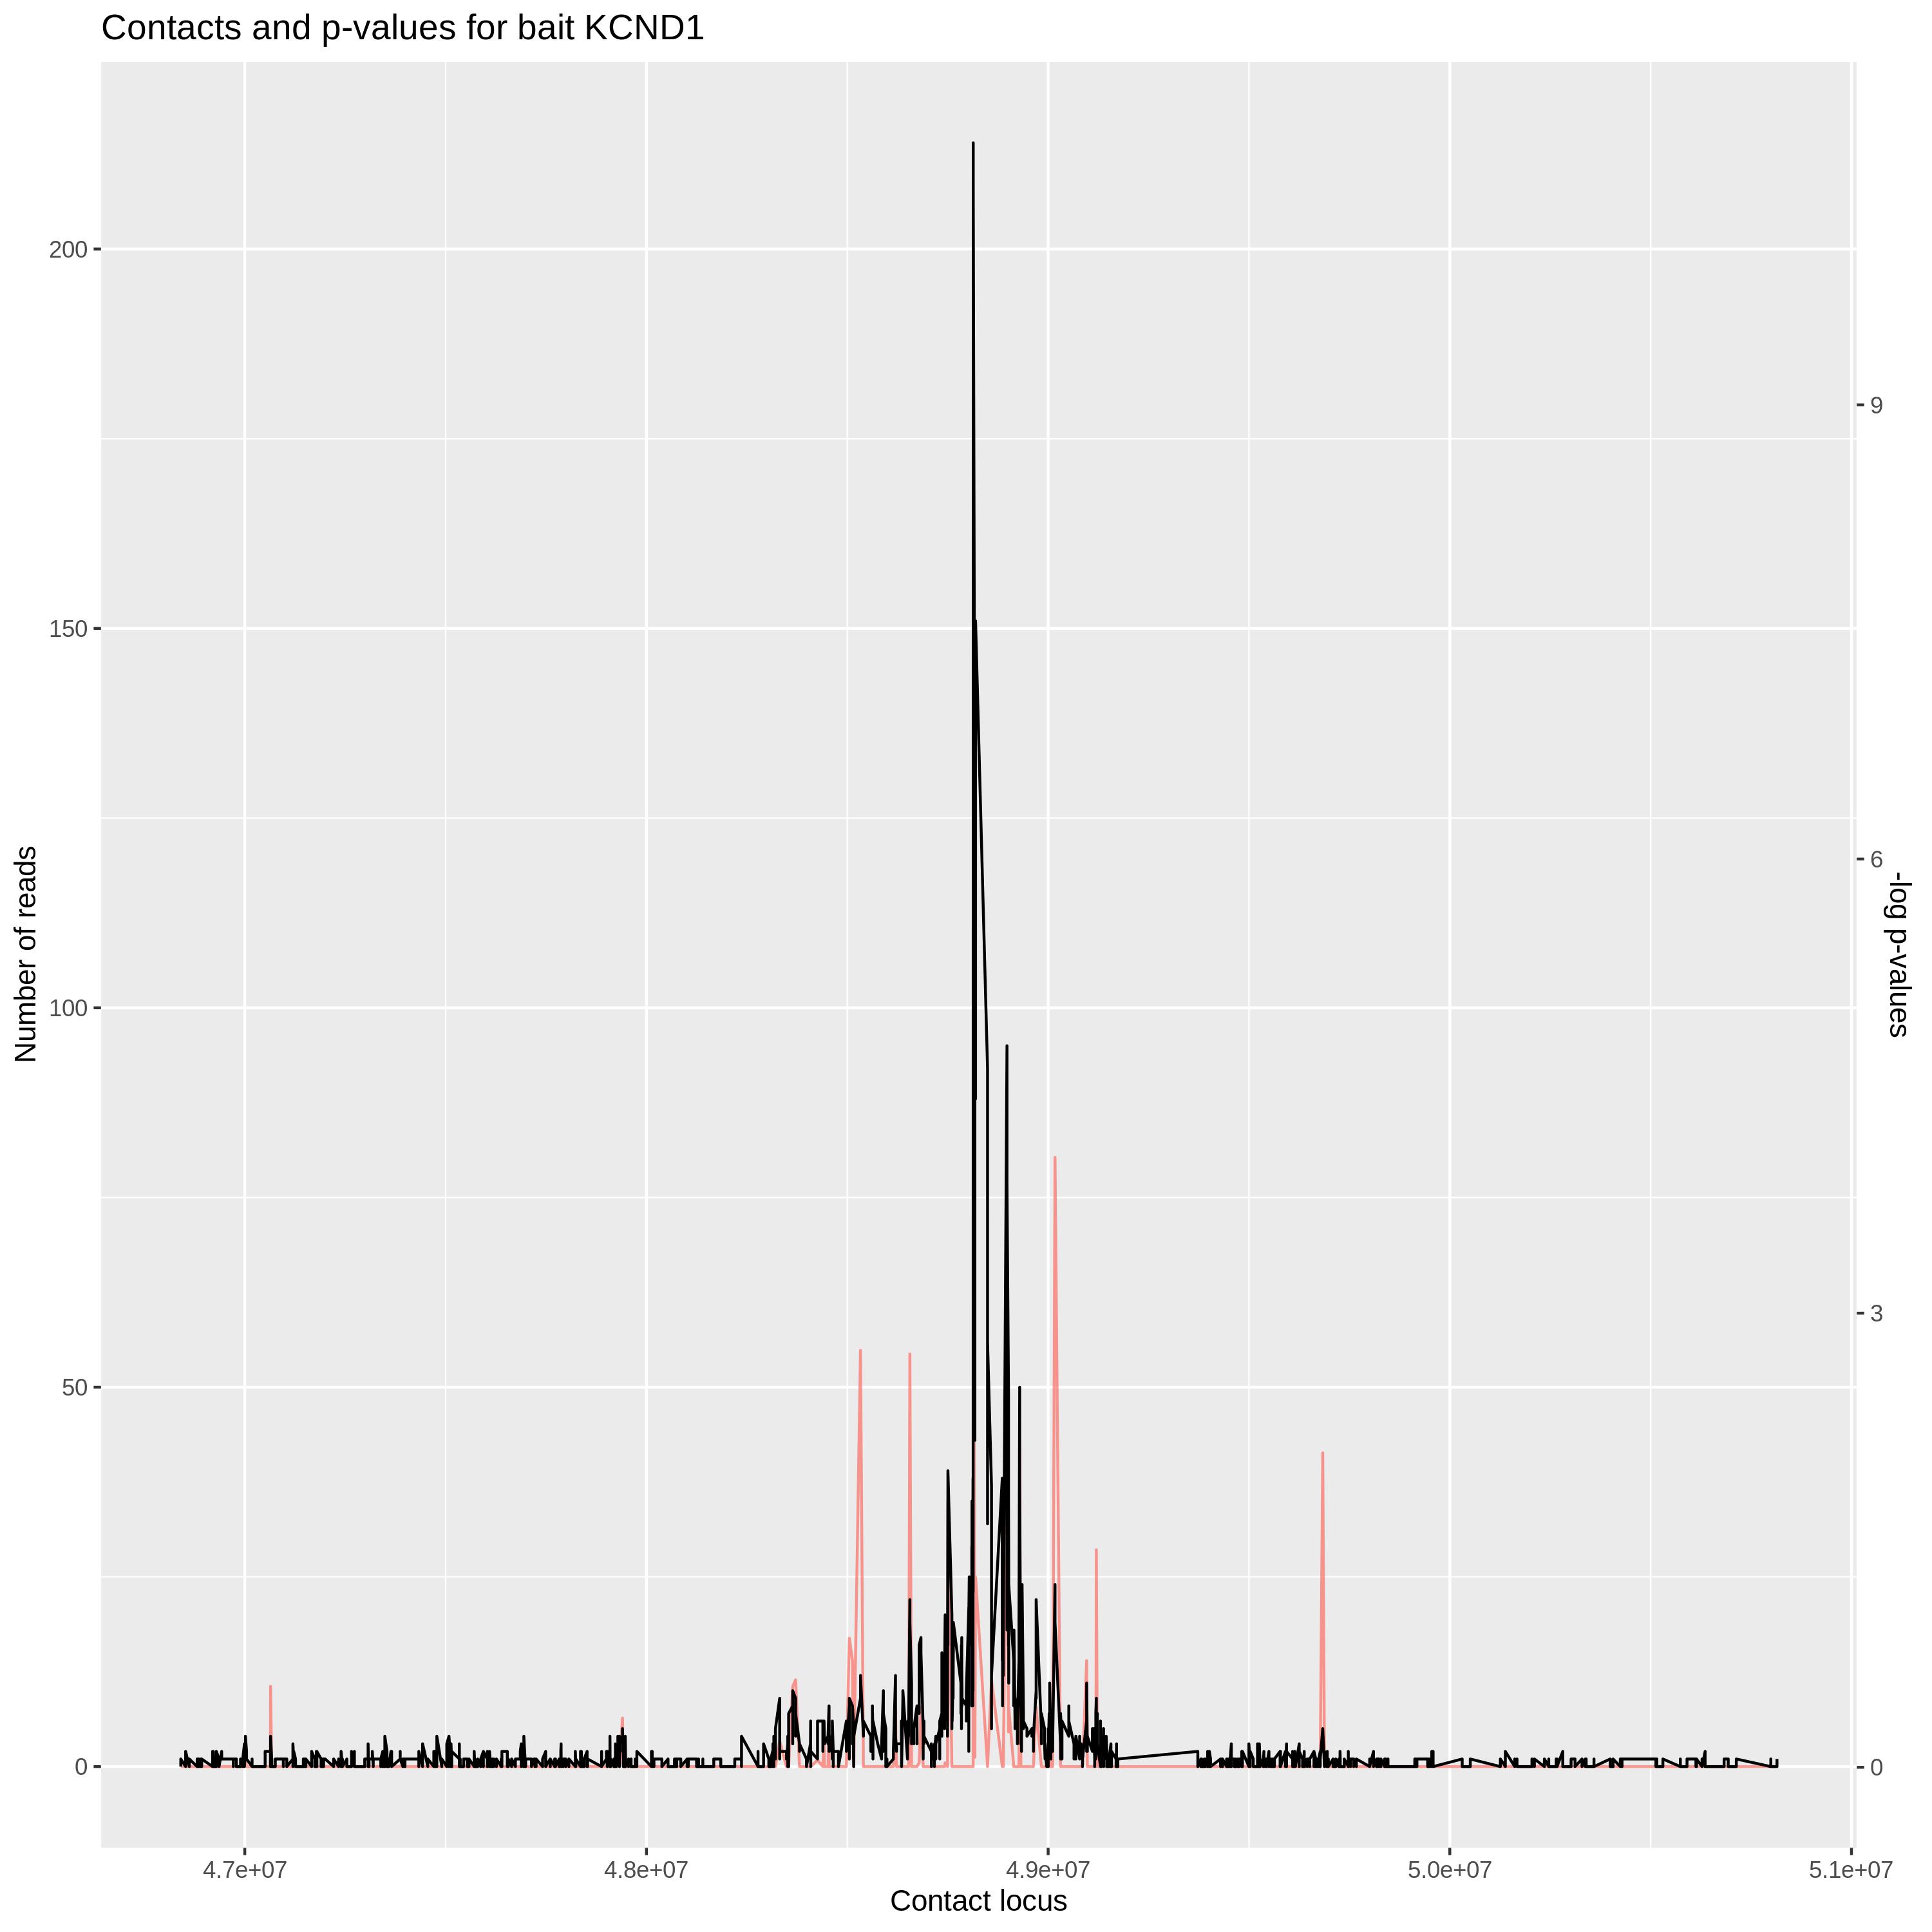 Contacts and p-values for bait KCND1
200
150
100
50
0
Number of reads
9
6
3
0
-log p-values
4.7e+07 4.8e+07 4.9e+07 5.0e+07 5.1e+07
Contact locus